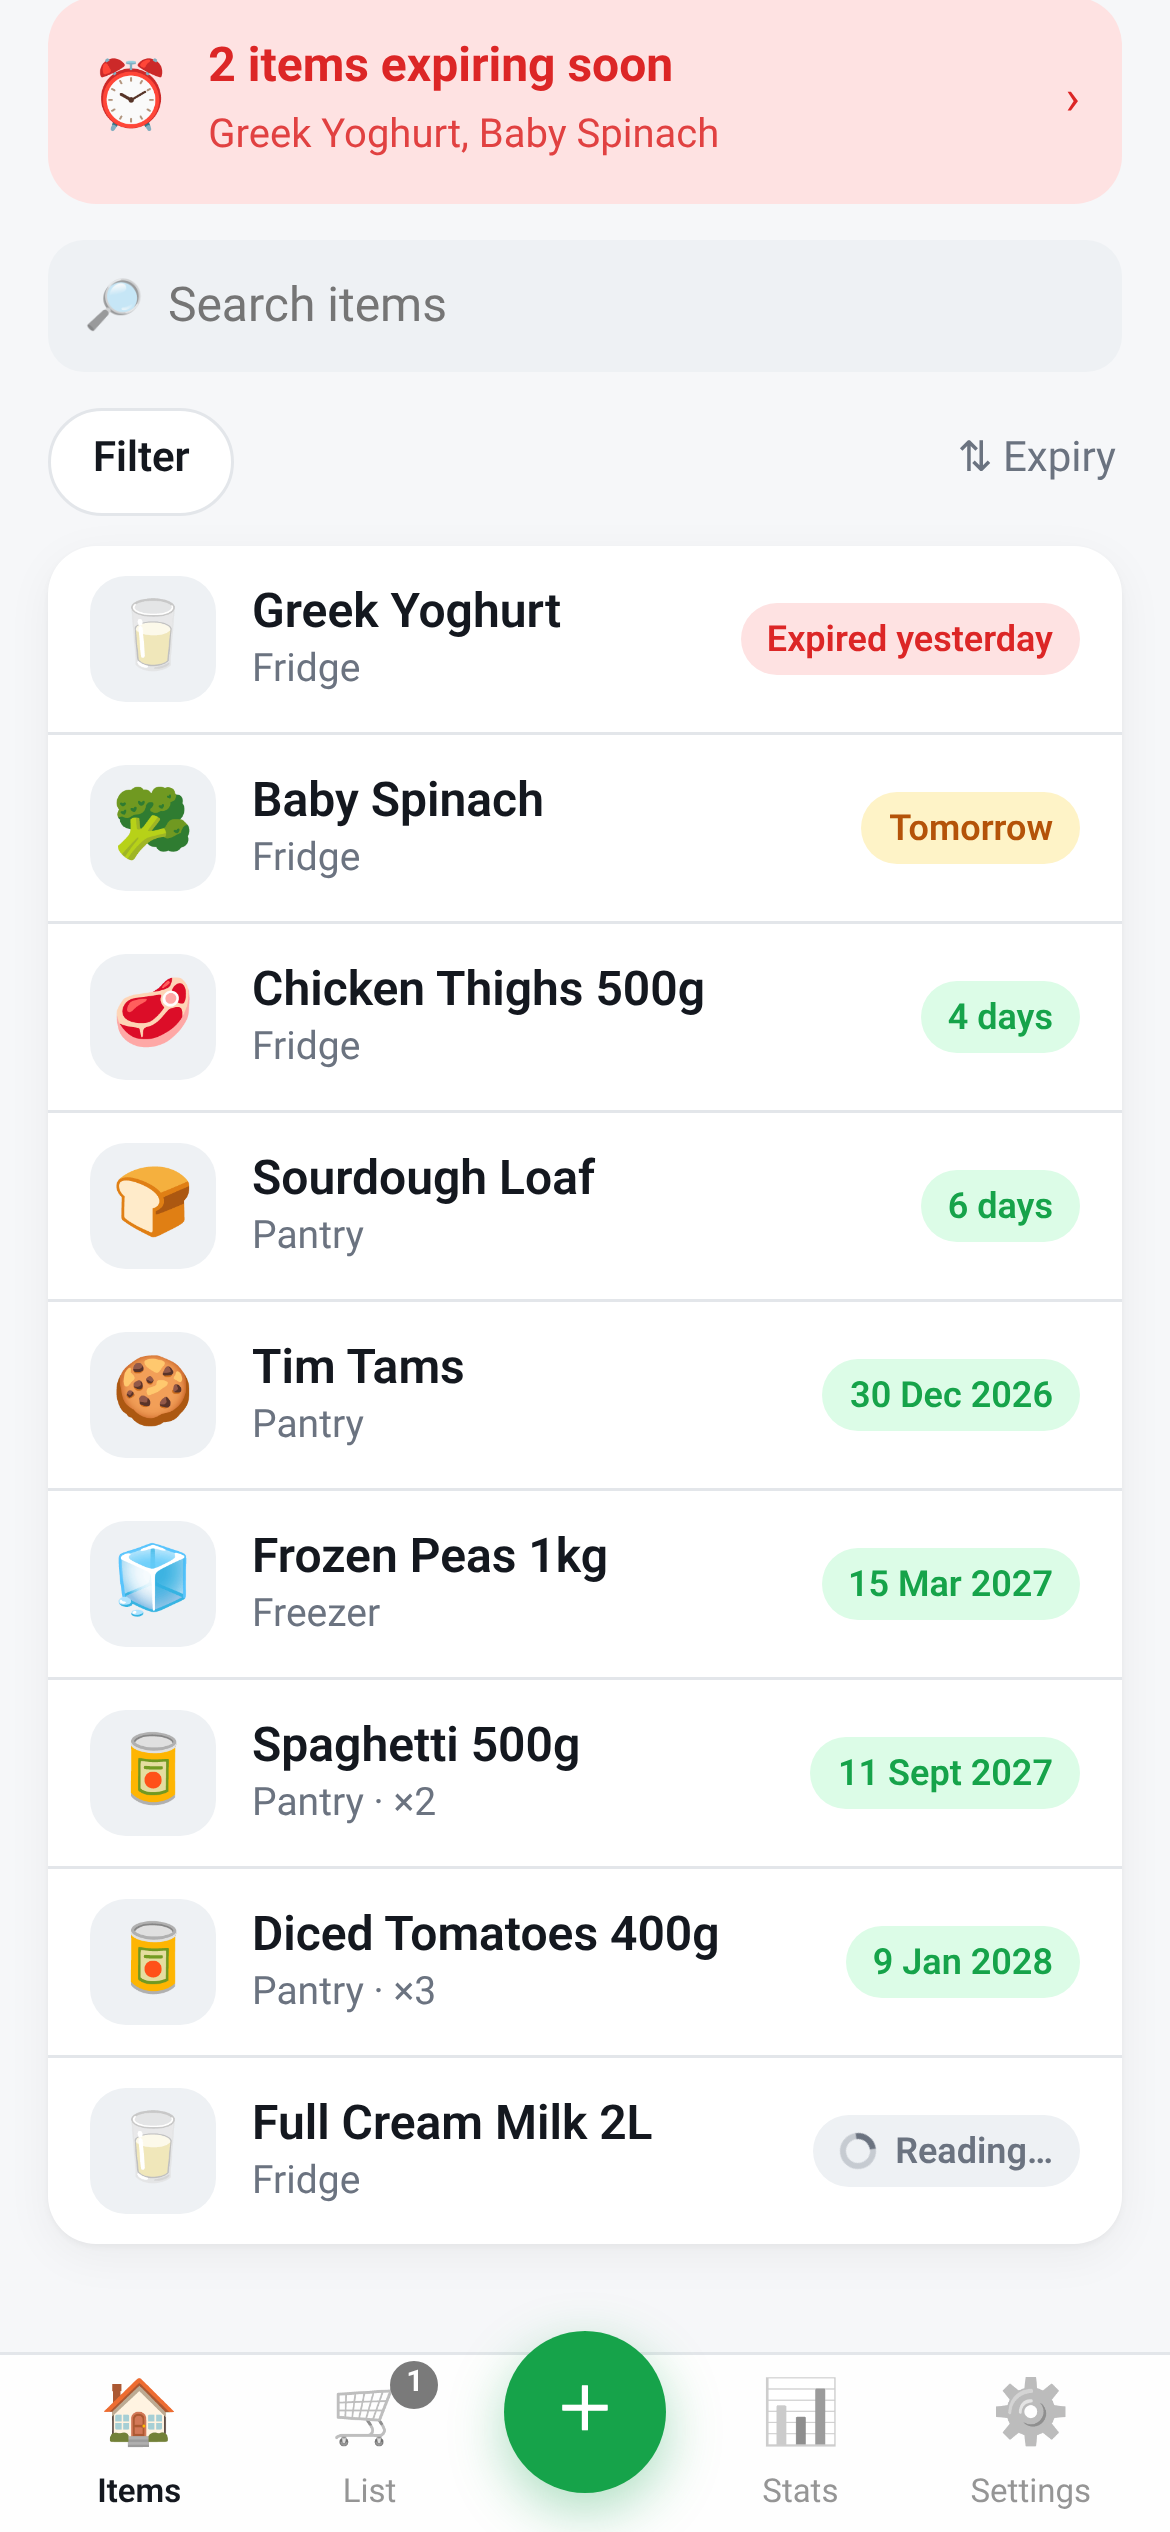 2 items expiring soon
Greek Yoghurt, Baby Spinach
›
Search items
Filter
⇅ Expiry
Greek Yoghurt
Fridge
Expired yesterday
Baby Spinach
Fridge
Tomorrow
Chicken Thighs 500g
Fridge
4 days
Sourdough Loaf
Pantry
6 days
Tim Tams
Pantry
30 Dec 2026
Frozen Peas 1kg
Freezer
15 Mar 2027
Spaghetti 500g
Pantry · ×2
11 Sept 2027
Diced Tomatoes 400g
Pantry · ×3
9 Jan 2028
Full Cream Milk 2L
Fridge
Reading…
1
+
Items
List
Stats
Settings